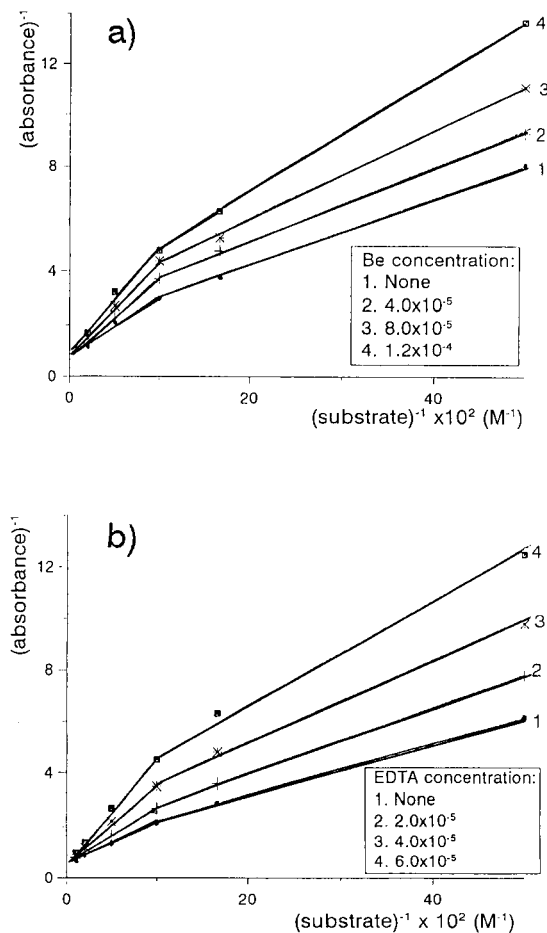 a)
(absorbance)⁻¹
12
8
4
0
4
3
2
1
Be concentration:
1. None
2. 4.0x10⁻⁵
3. 8.0x10⁻⁵
4. 1.2x10⁻⁴
0
20
40
(substrate)⁻¹ x10² (M⁻¹)
b)
(absorbance)⁻¹
12
8
4
0
4
3
2
1
EDTA concentration:
1. None
2. 2.0x10⁻⁵
3. 4.0x10⁻⁵
4. 6.0x10⁻⁵
0
20
40
(substrate)⁻¹ x 10² (M⁻¹)